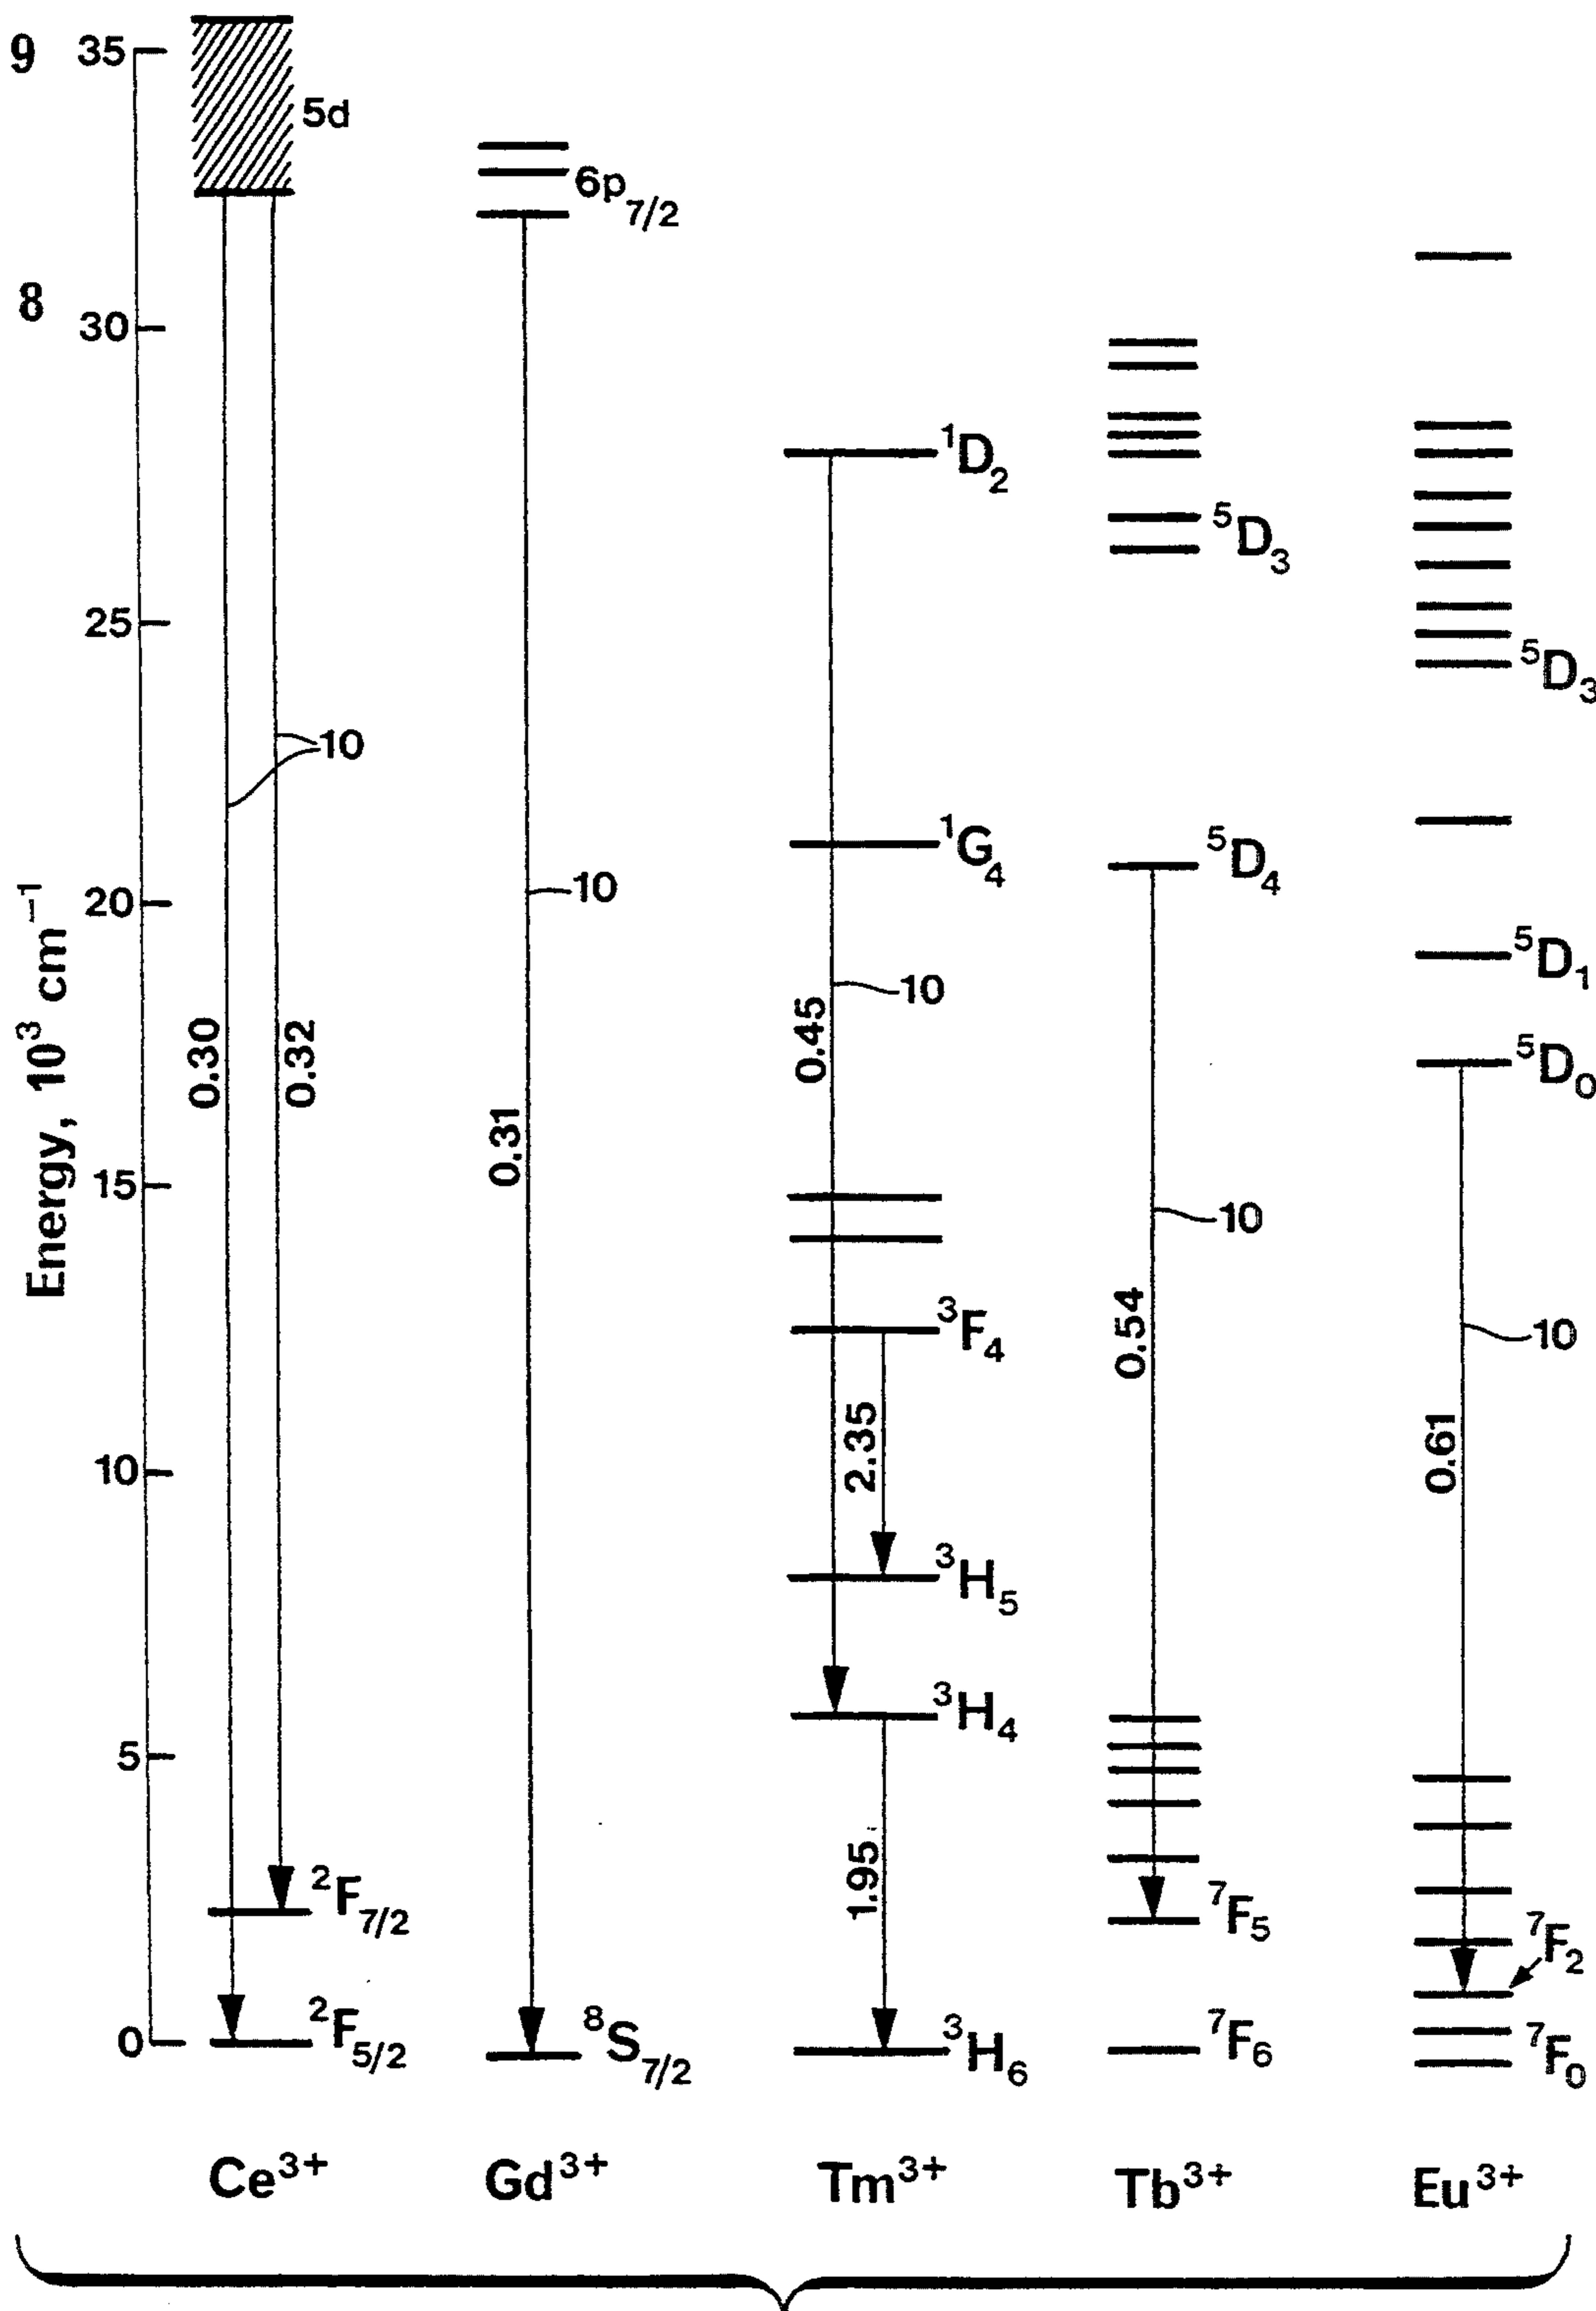 9
8
Energy, 10³ cm⁻¹
35
30
25
20
15
10
5
0
5d
10
0.30
0.32
²F₇/₂
²F₅/₂
Ce³⁺
6p₇/₂
10
0.31
⁸S₇/₂
Gd³⁺
¹D₂
¹G₄
10
0.45
³F₄
2.35
³H₅
³H₄
1.95
³H₆
Tm³⁺
⁵D₃
⁵D₄
10
0.54
⁷F₅
⁷F₆
Tb³⁺
⁵D₃
⁵D₁
⁵D₀
10
0.61
⁷F₂
⁷F₀
Eu³⁺